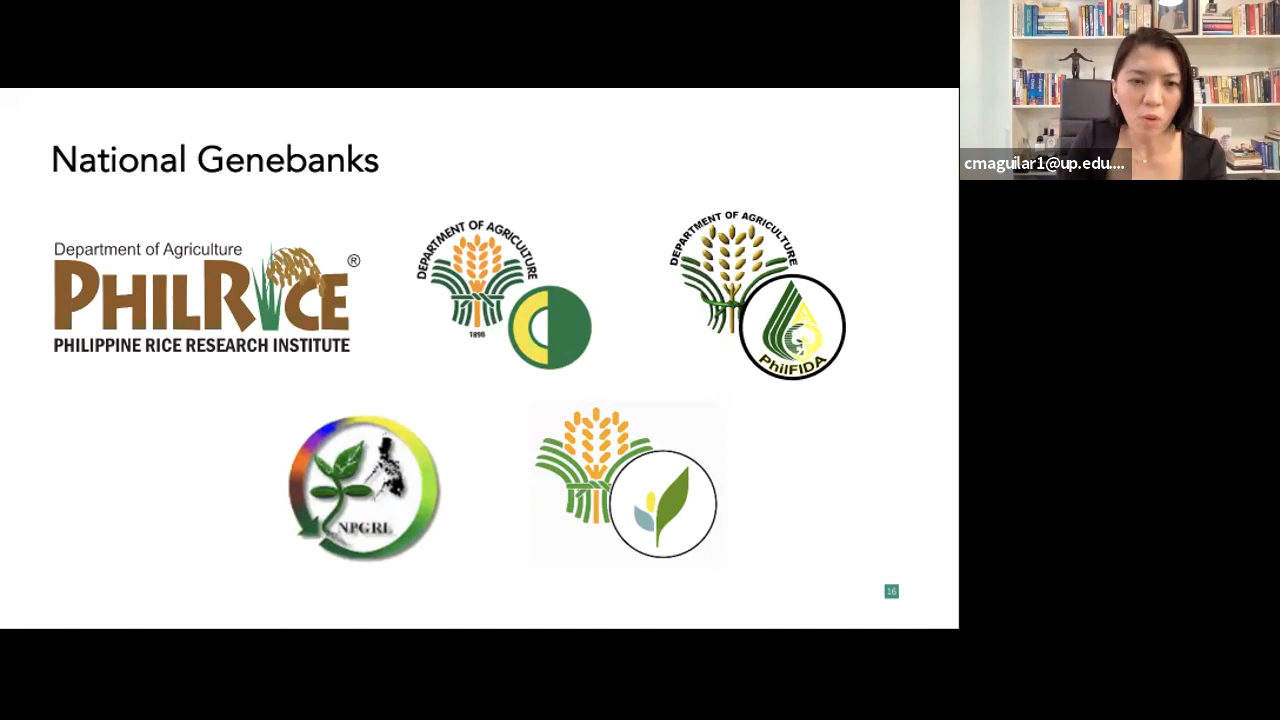 National Genebanks
Department of Agriculture
PHILRICE ®
PHILIPPINE RICE RESEARCH INSTITUTE
DEPARTMENT OF AGRICULTURE
1898
DEPARTMENT OF AGRICULTURE
PhilFIDA
NPGRL
16
cmaguilar1@up.edu....